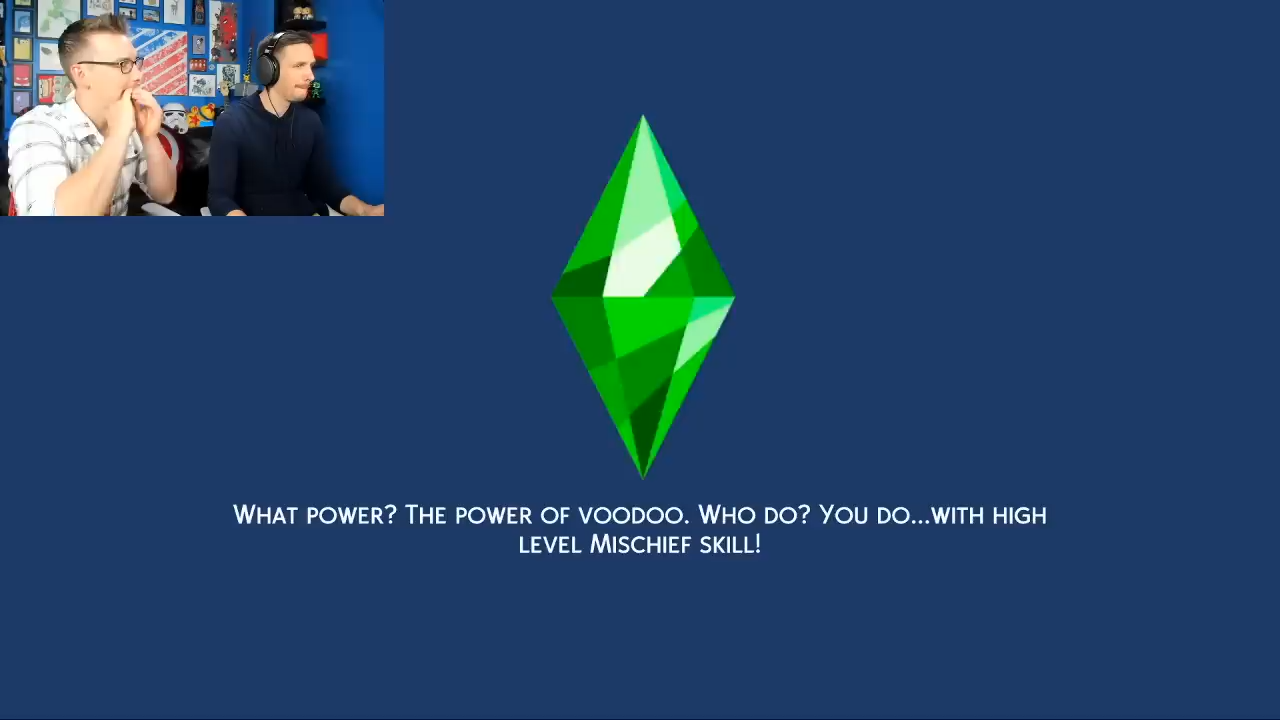 What power? The power of voodoo. Who do? You do...with high
level Mischief skill!